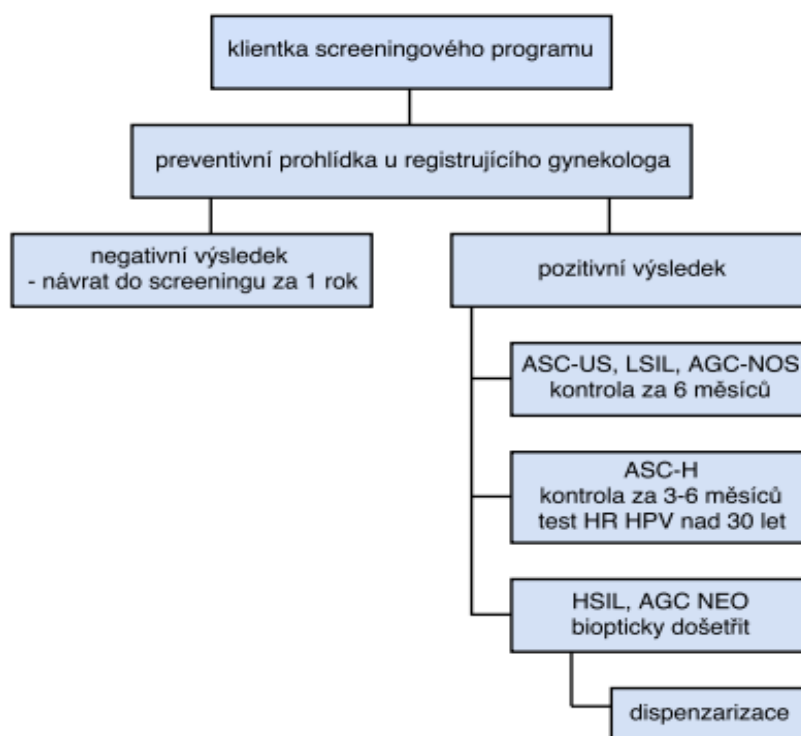 klientka screeningového programu
preventivní prohlídka u registrujícího gynekologa
negativní výsledek
- návrat do screeningu za 1 rok
pozitivní výsledek
ASC-US, LSIL, AGC-NOS
kontrola za 6 měsíců
ASC-H
kontrola za 3-6 měsíců
test HR HPV nad 30 let
HSIL, AGC NEO
biopticky došetřit
dispenzarizace